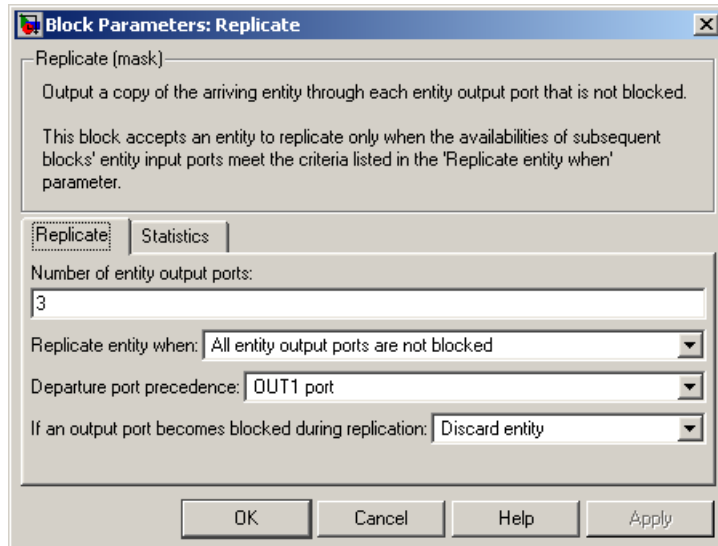 Block Parameters: Replicate
Replicate (mask)
Output a copy of the arriving entity through each entity output port that is not blocked.
This block accepts an entity to replicate only when the availabilities of subsequent
blocks' entity input ports meet the criteria listed in the 'Replicate entity when'
parameter.
Replicate Statistics
Number of entity output ports:
3
Replicate entity when: All entity output ports are not blocked
Departure port precedence: OUT1 port
If an output port becomes blocked during replication: Discard entity
OK Cancel Help Apply